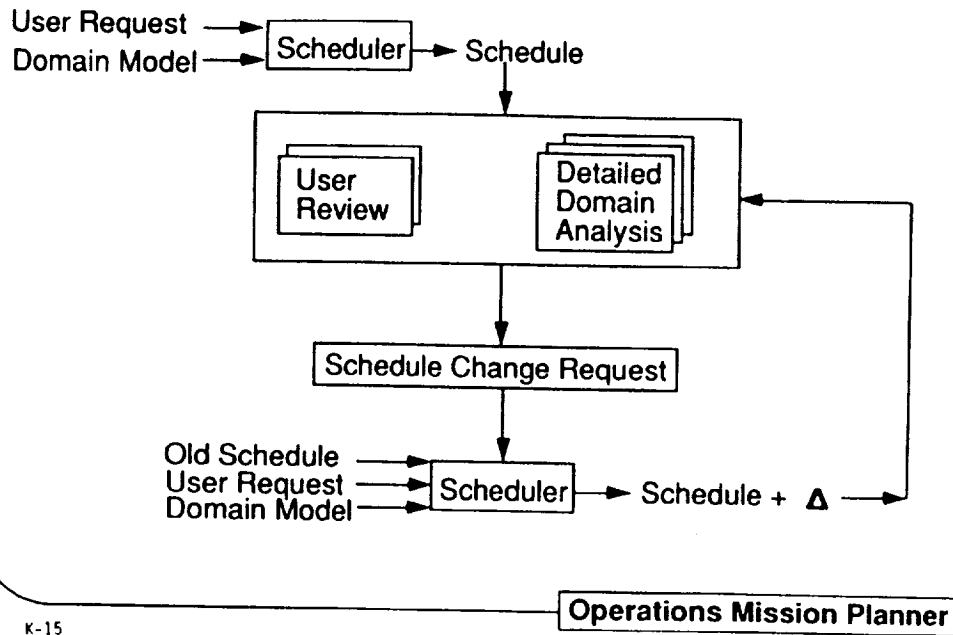 User Request
Domain Model
Scheduler
Schedule
User
Review
Detailed
Domain
Analysis
Schedule Change Request
Old Schedule
User Request
Domain Model
Scheduler
Schedule + Δ
Operations Mission Planner
K-15